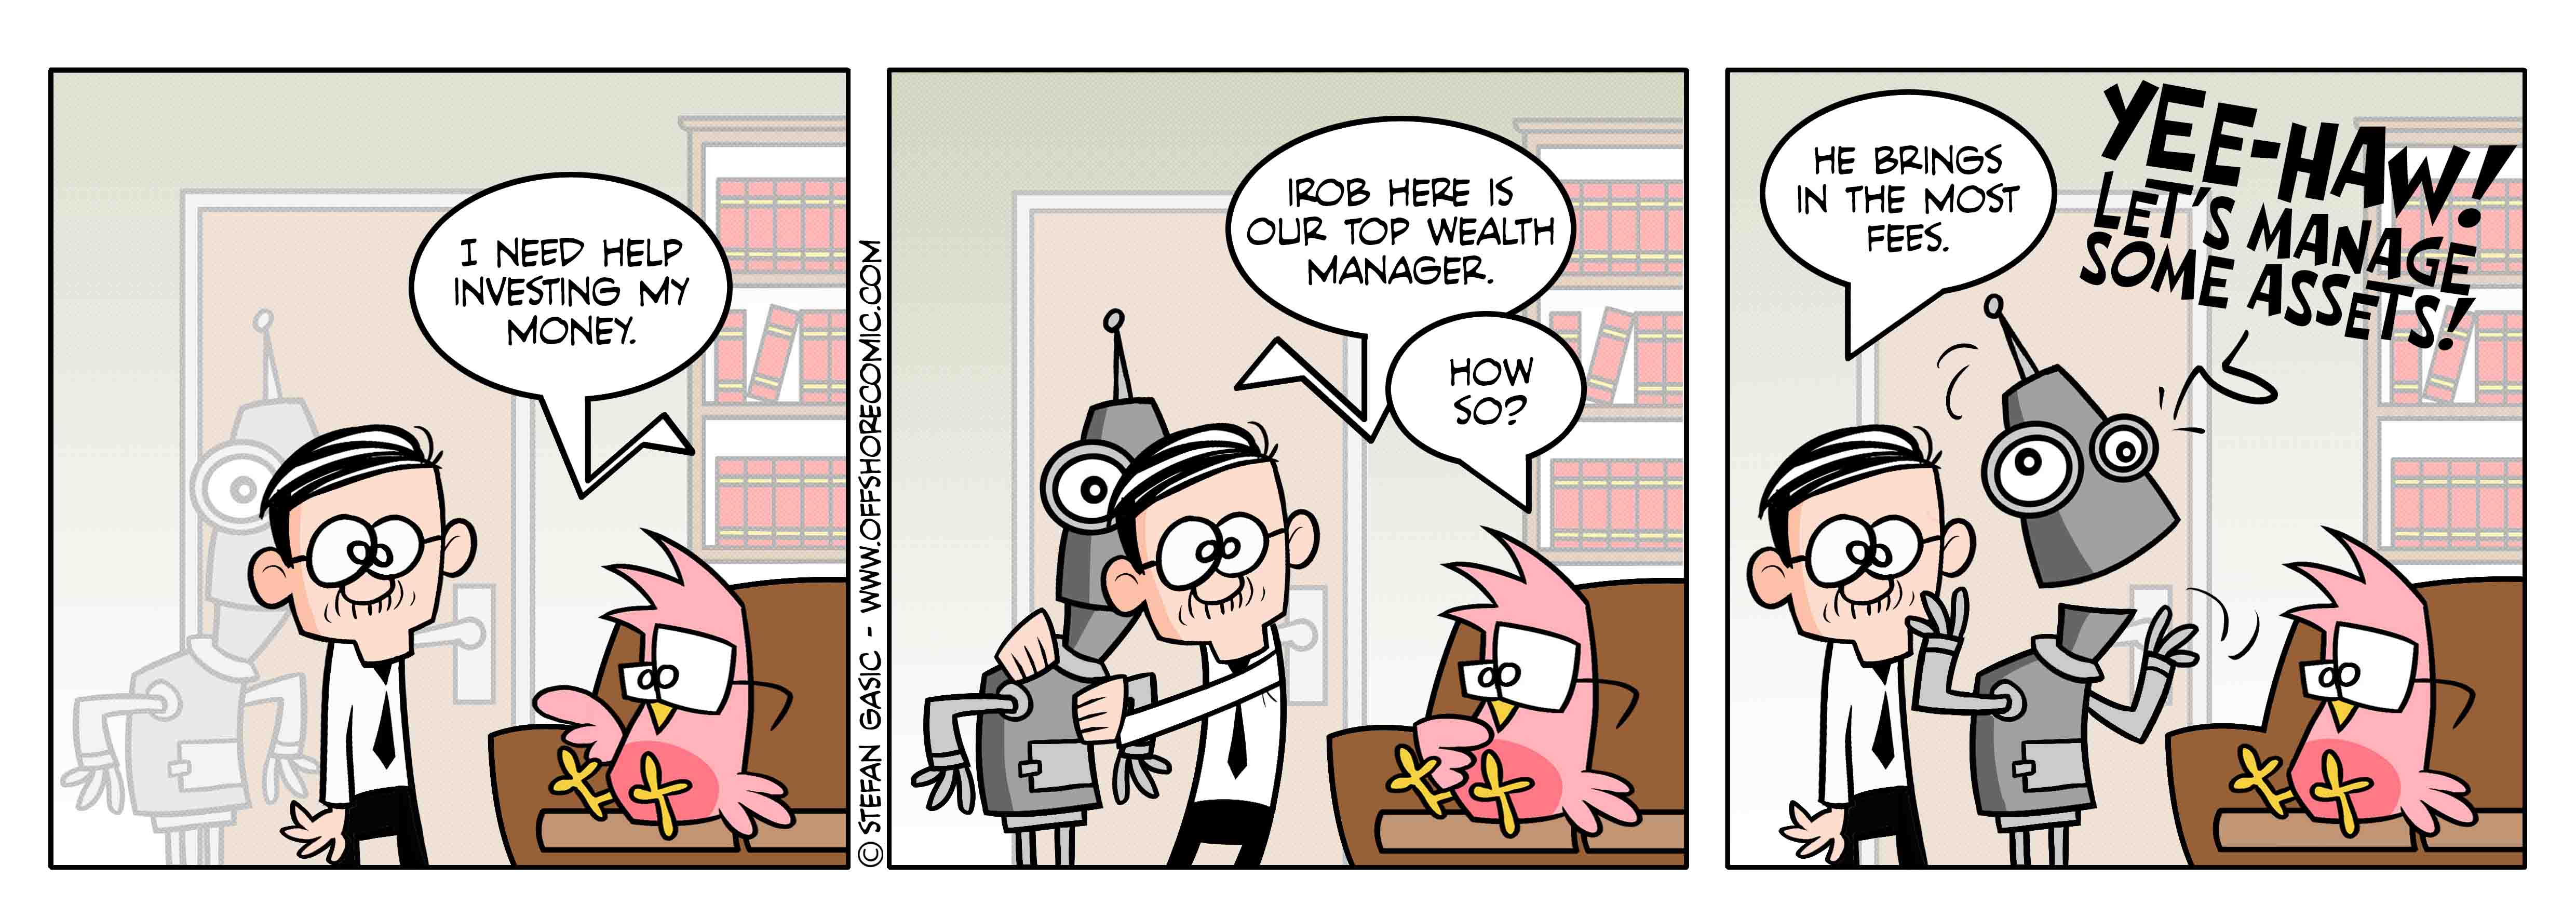 I NEED HELP
INVESTING MY
MONEY.
© STEFAN GASIC - WWW.OFFSHORECOMIC.COM
IROB HERE IS
OUR TOP WEALTH
MANAGER.
HOW
SO?
HE BRINGS
IN THE MOST
FEES.
YEE-HAW!
LET'S MANAGE
SOME ASSETS!